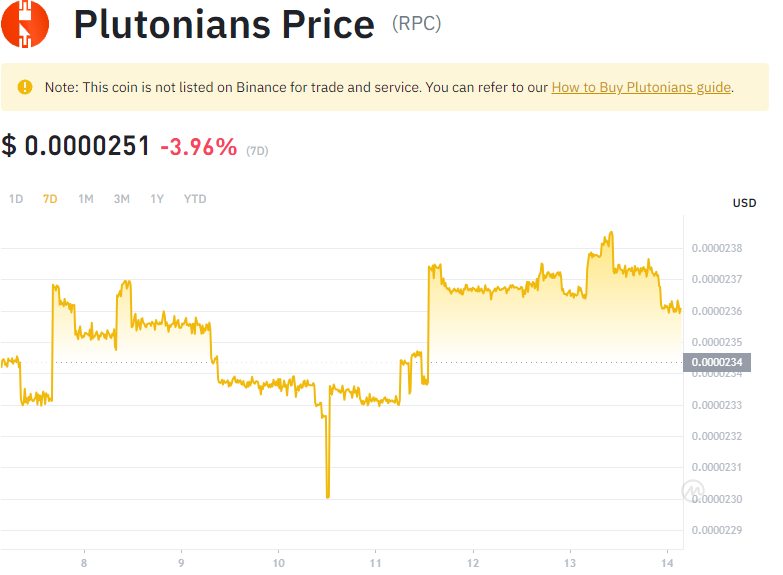 Plutonians Price (RPC)
Note: This coin is not listed on Binance for trade and service. You can refer to our How to Buy Plutonians guide.
$ 0.0000251 -3.96% (7D)
1D 7D 1M 3M 1Y YTD
USD
0.0000238
0.0000237
0.0000236
0.0000235
0.0000234
0.0000234
0.0000233
0.0000232
0.0000231
0.0000230
0.0000229
8 9 10 11 12 13 14